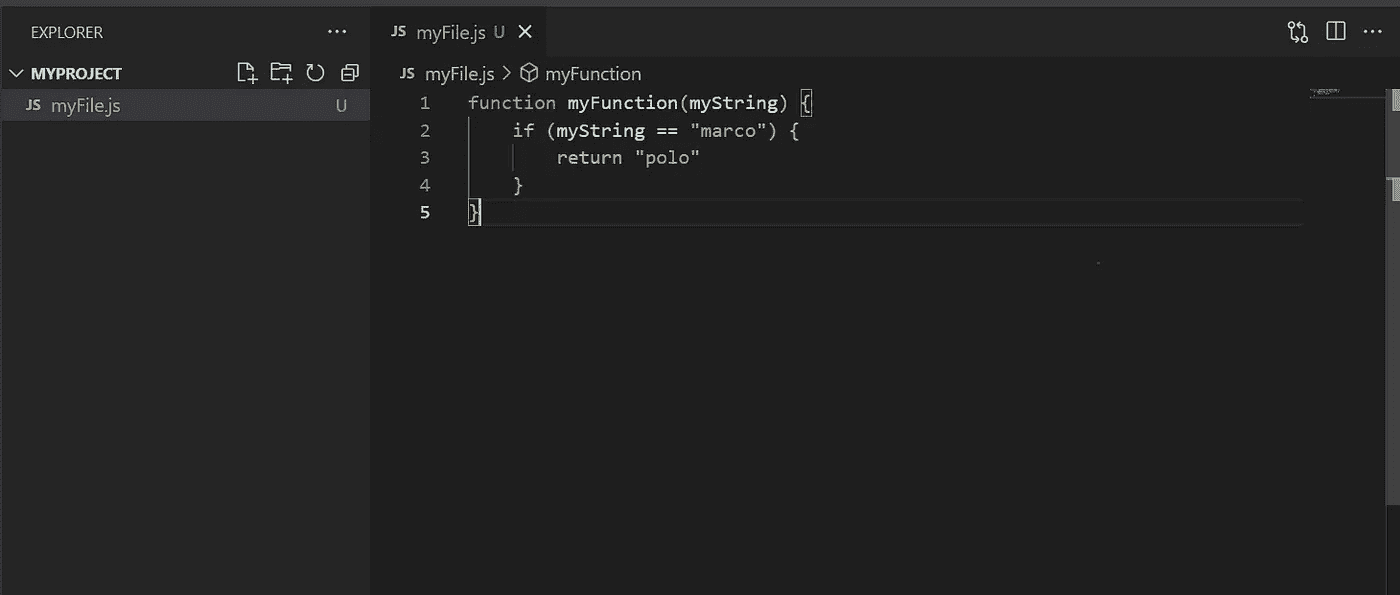 EXPLORER ...
JS myFile.js U
MYPROJECT
JS myFile.js U
JS myFile.js > myFunction
1 function myFunction(myString) {
2     if (myString == "marco") {
3         return "polo"
4     }
5 }